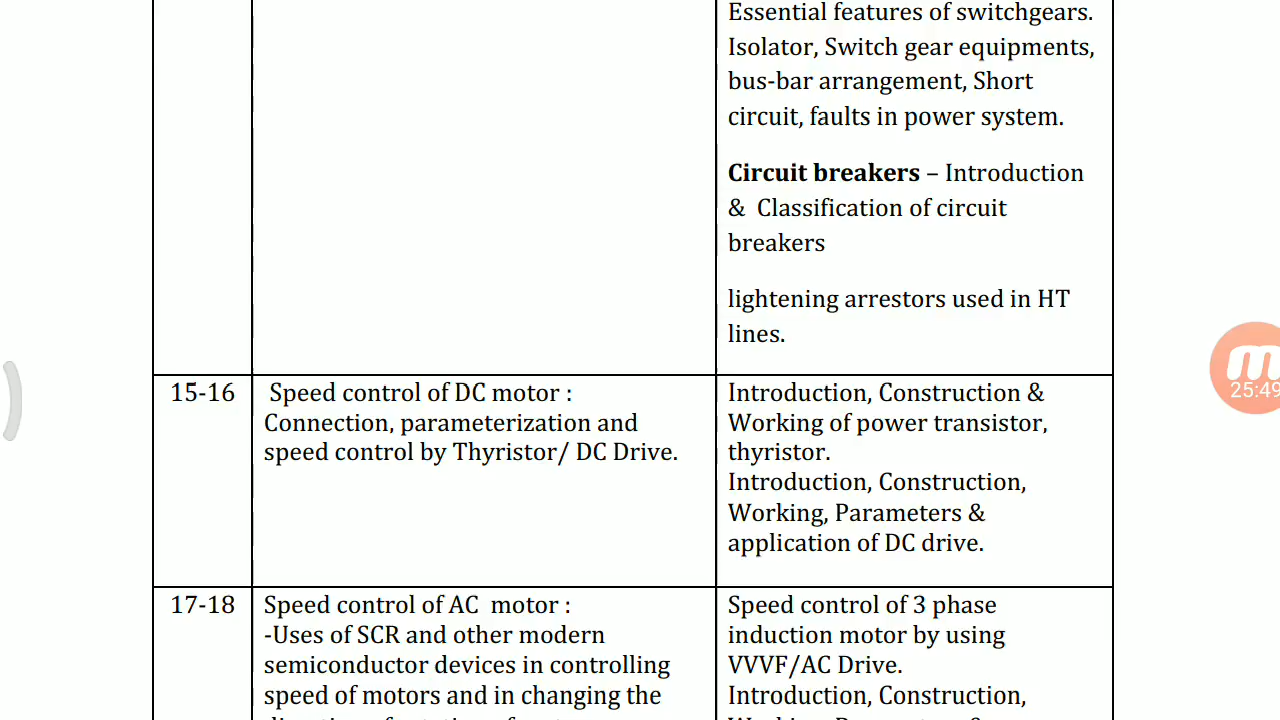 Essential features of switchgears.
Isolator, Switch gear equipments,
bus-bar arrangement, Short
circuit, faults in power system.
Circuit breakers – Introduction
& Classification of circuit
breakers
lightening arrestors used in HT
lines.
15-16
Speed control of DC motor :
Connection, parameterization and
speed control by Thyristor/ DC Drive.
Introduction, Construction &
Working of power transistor,
thyristor.
Introduction, Construction,
Working, Parameters &
application of DC drive.
17-18
Speed control of AC motor :
-Uses of SCR and other modern
semiconductor devices in controlling
speed of motors and in changing the
Speed control of 3 phase
induction motor by using
VVVF/AC Drive.
Introduction, Construction,
25:49